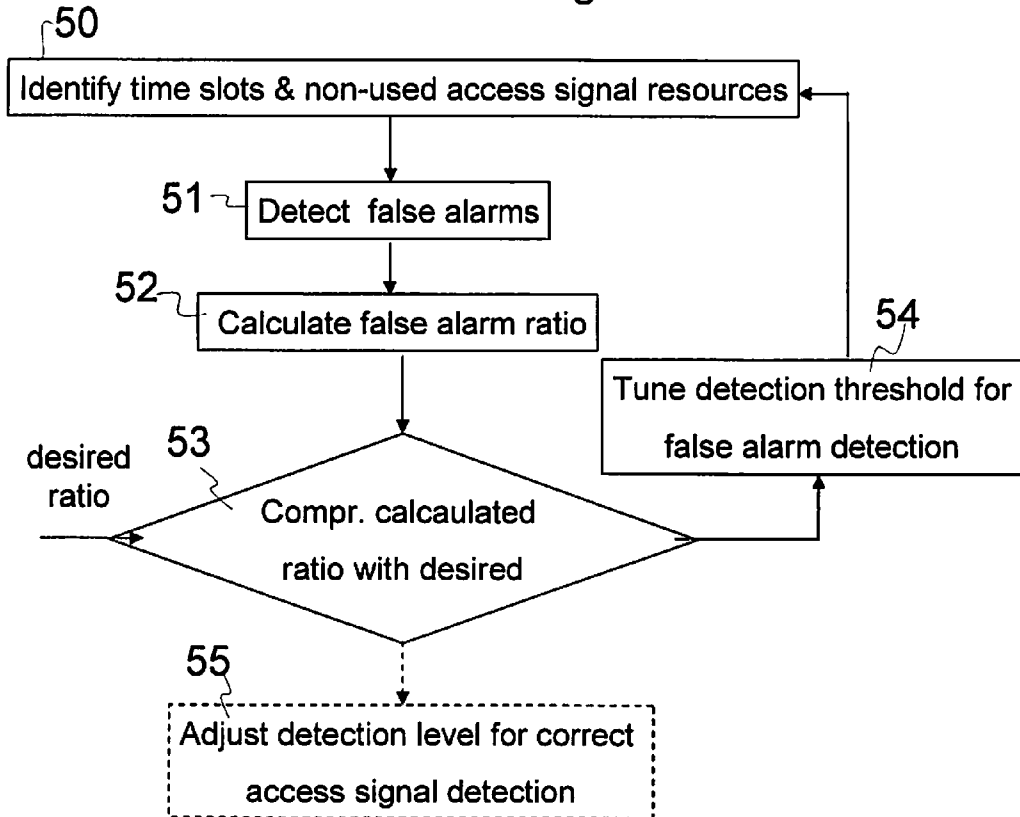 50
Identify time slots & non-used access signal resources
51
Detect false alarms
52
Calculate false alarm ratio
54
Tune detection threshold for
false alarm detection
53
desired
ratio
Compr. calcaulated
ratio with desired
55
Adjust detection level for correct
access signal detection